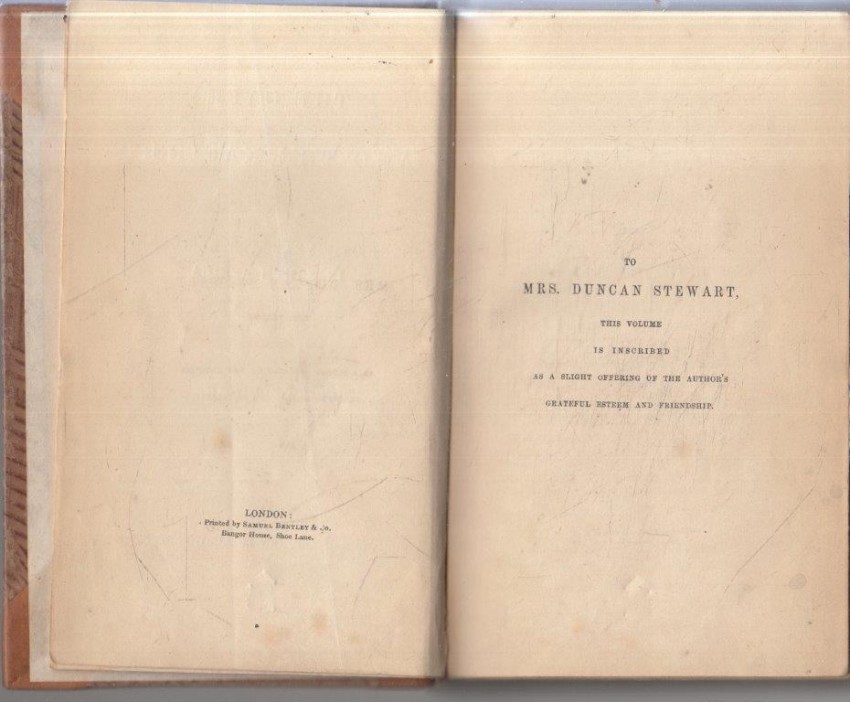 LONDON:
Printed by SAMUEL BENTLEY & Co.
Bangor House, Shoe Lane.
TO
MRS. DUNCAN STEWART,
THIS VOLUME
IS INSCRIBED
AS A SLIGHT OFFERING OF THE AUTHOR'S
GRATEFUL ESTEEM AND FRIENDSHIP.